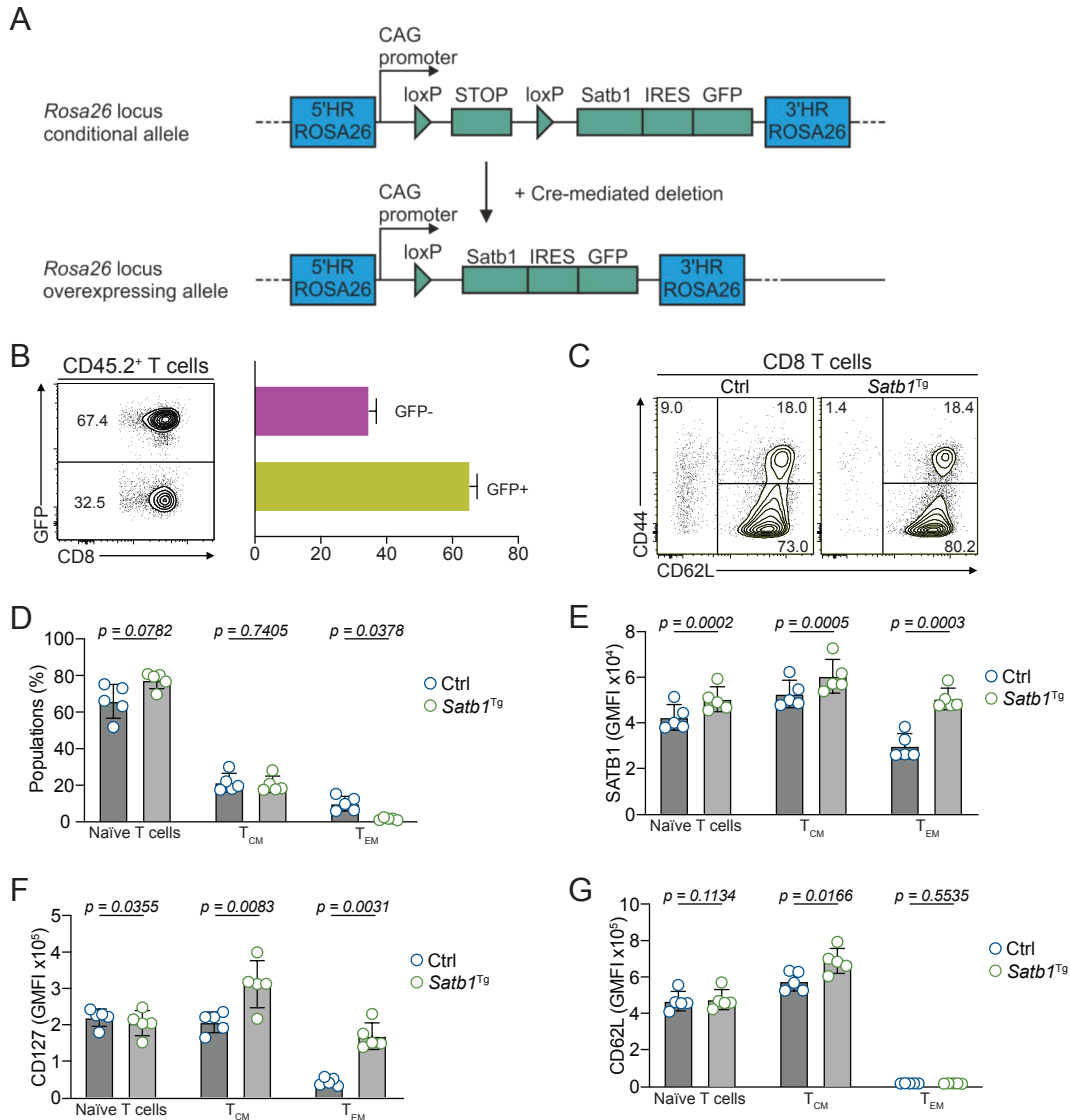 A
CAG
promoter
loxP STOP loxP Satb1 IRES GFP
Rosa26 locus
conditional allele
5'HR
ROSA26
3'HR
ROSA26
+ Cre-mediated deletion
CAG
promoter
loxP Satb1 IRES GFP
Rosa26 locus
overexpressing allele
5'HR
ROSA26
3'HR
ROSA26
B
CD45.2+ T cells
67.4
32.5
GFP
CD8
GFP-
GFP+
0 20 40 60 80
C
CD8 T cells
Ctrl Satb1Tg
9.0 18.0 1.4 18.4
73.0 80.2
CD44
CD62L
D
p = 0.0782 p = 0.7405 p = 0.0378
Populations (%)
100
80
60
40
20
0
Naïve T cells TCM TEM
Ctrl
Satb1Tg
E
p = 0.0002 p = 0.0005 p = 0.0003
SATB1 (GMFI x10⁴)
8
6
4
2
0
Naïve T cells TCM TEM
Ctrl
Satb1Tg
F
p = 0.0355 p = 0.0083 p = 0.0031
CD127 (GMFI x10⁵)
5
4
3
2
1
0
Naïve T cells TCM TEM
Ctrl
Satb1Tg
G
p = 0.1134 p = 0.0166 p = 0.5535
CD62L (GMFI x10⁵)
10
8
6
4
2
0
Naïve T cells TCM TEM
Ctrl
Satb1Tg